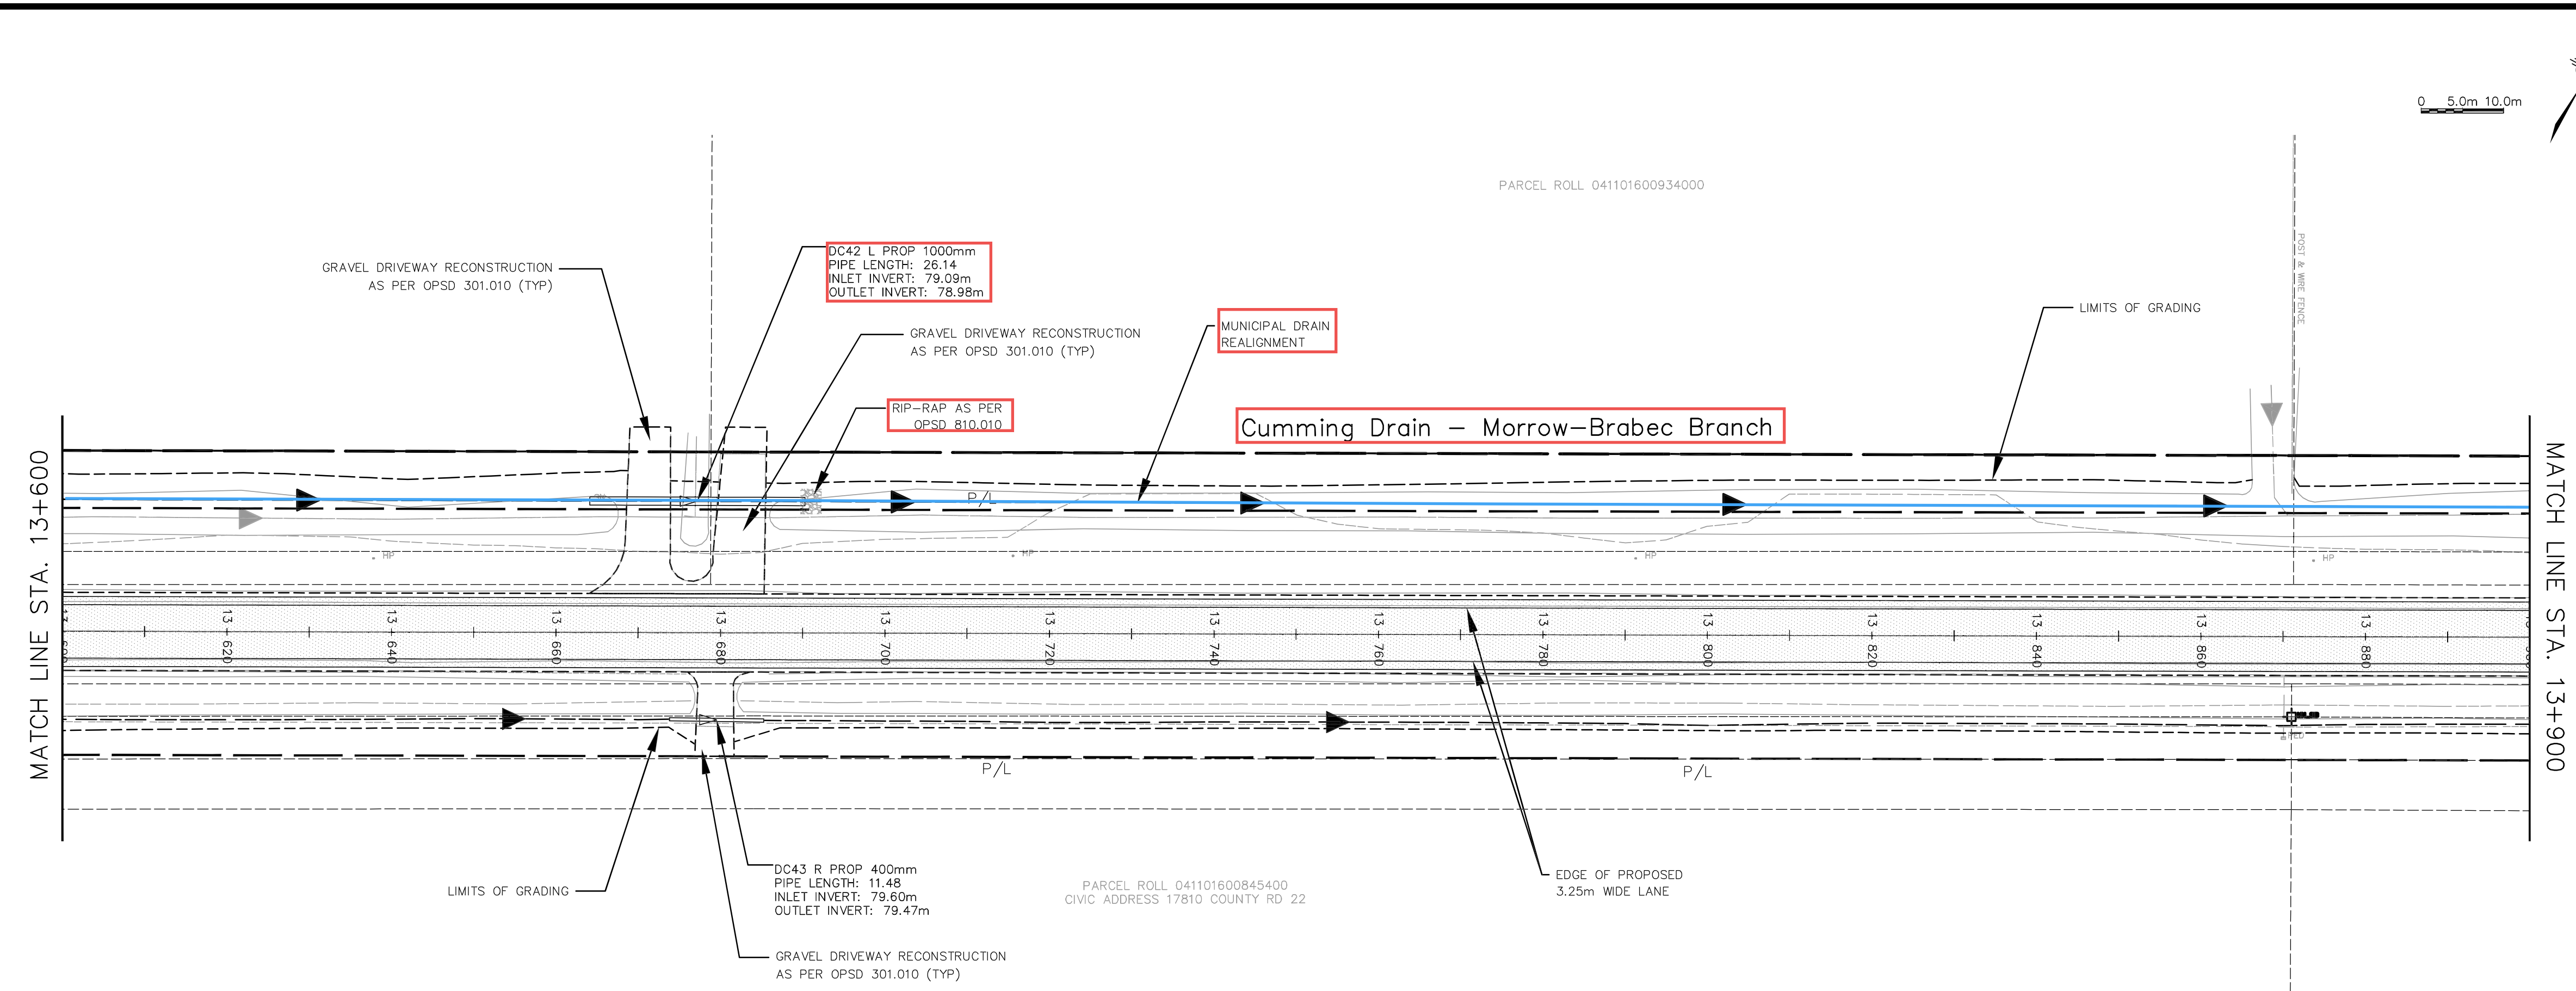 0 5.0m 10.0m
PARCEL ROLL 041101600934000
POST & WIRE FENCE
DC42 L PROP 1000mm
PIPE LENGTH: 26.14
INLET INVERT: 79.09m
OUTLET INVERT: 78.98m
GRAVEL DRIVEWAY RECONSTRUCTION
AS PER OPSD 301.010 (TYP)
LIMITS OF GRADING
MUNICIPAL DRAIN
REALIGNMENT
GRAVEL DRIVEWAY RECONSTRUCTION
AS PER OPSD 301.010 (TYP)
RIP-RAP AS PER
OPSD 810.010
Cumming Drain - Morrow-Brabec Branch
MATCH LINE STA. 13+600
MATCH LINE STA. 13+900
P/L
HP
HP
HP
HP
13+620
13+640
13+660
13+680
13+700
13+720
13+740
13+760
13+780
13+800
13+820
13+840
13+860
13+880
PED
P/L
P/L
DC43 R PROP 400mm
PIPE LENGTH: 11.48
INLET INVERT: 79.60m
OUTLET INVERT: 79.47m
LIMITS OF GRADING
PARCEL ROLL 041101600845400
CIVIC ADDRESS 17810 COUNTY RD 22
EDGE OF PROPOSED
3.25m WIDE LANE
GRAVEL DRIVEWAY RECONSTRUCTION
AS PER OPSD 301.010 (TYP)